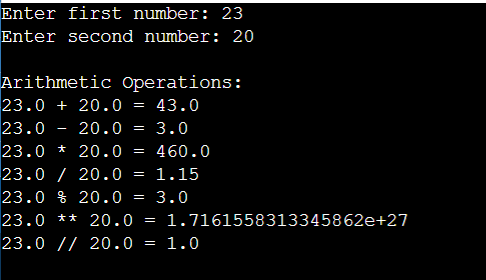 Enter first number: 23
Enter second number: 20
Arithmetic Operations:
23.0 + 20.0 = 43.0
23.0 - 20.0 = 3.0
23.0 * 20.0 = 460.0
23.0 / 20.0 = 1.15
23.0 % 20.0 = 3.0
23.0 ** 20.0 = 1.7161558313345862e+27
23.0 // 20.0 = 1.0